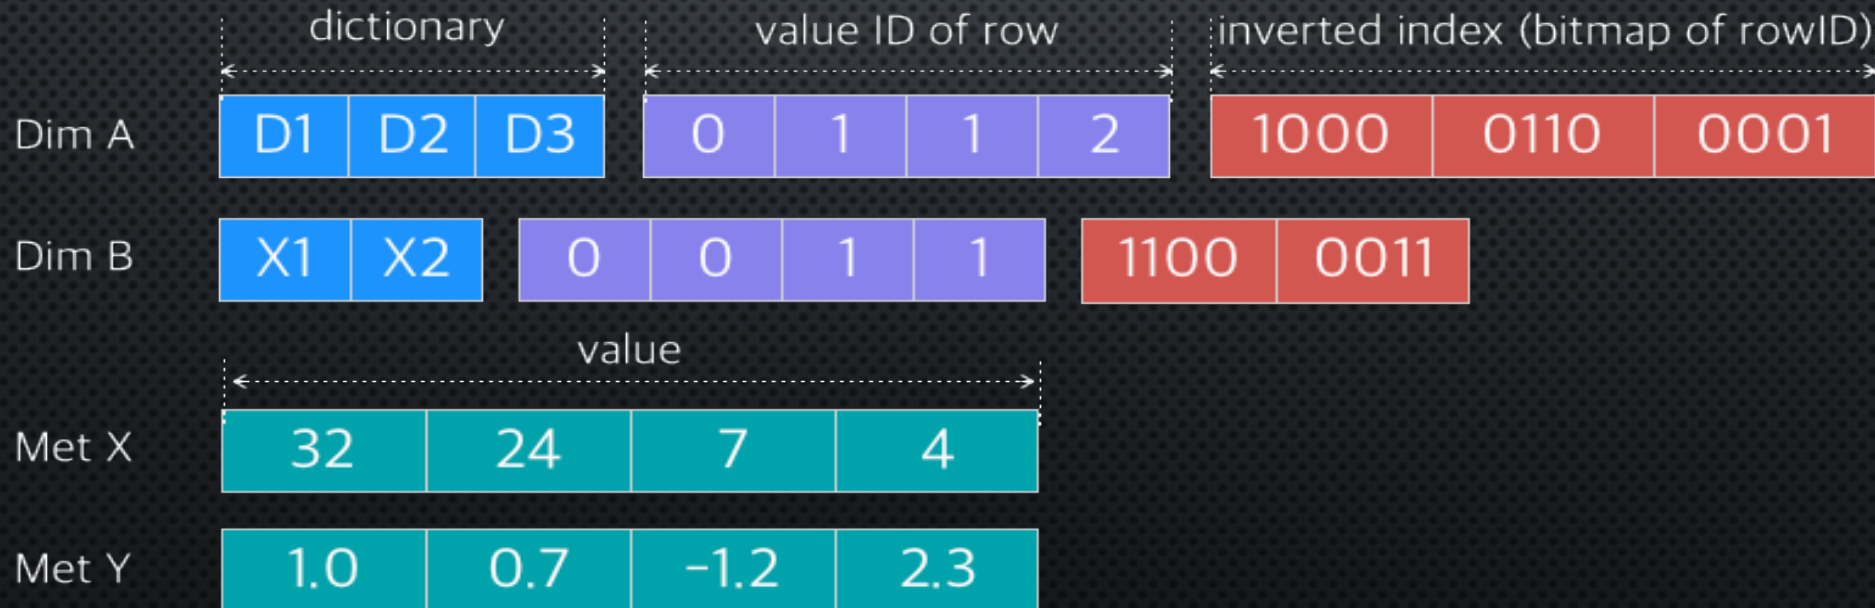 dictionary value ID of row inverted index (bitmap of rowID)
Dim A D1 D2 D3 0 1 1 2 1000 0110 0001
Dim B X1 X2 0 0 1 1 1100 0011
value
Met X 32 24 7 4
Met Y 1.0 0.7 -1.2 2.3